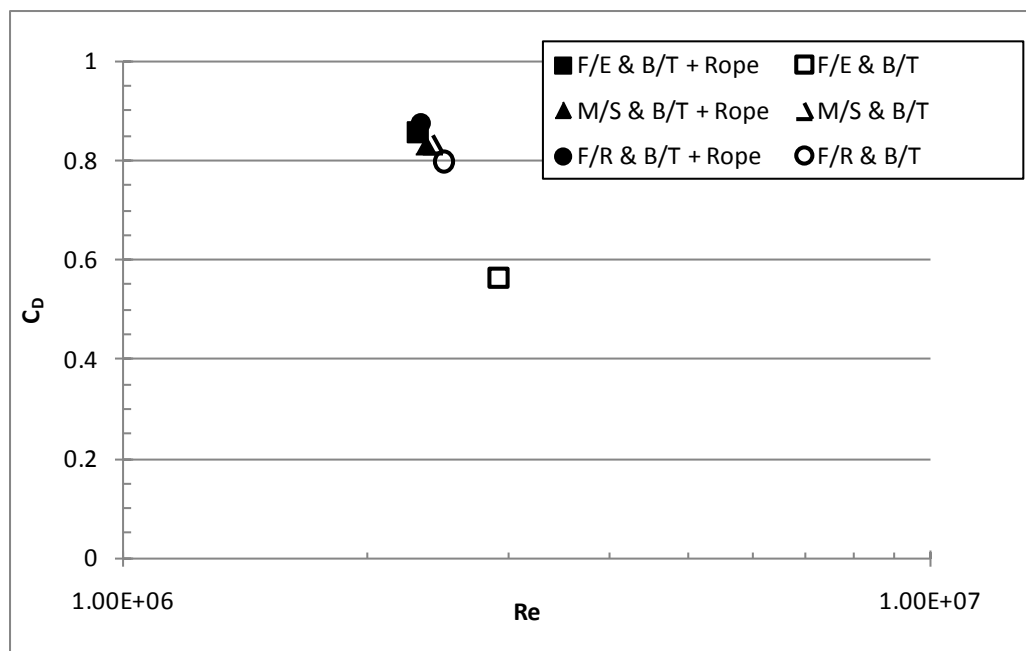 1
F/E & B/T + Rope
F/E & B/T
M/S & B/T + Rope
M/S & B/T
F/R & B/T + Rope
F/R & B/T
0.8
0.6
C_D
0.4
0.2
0
1.00E+06
1.00E+07
Re